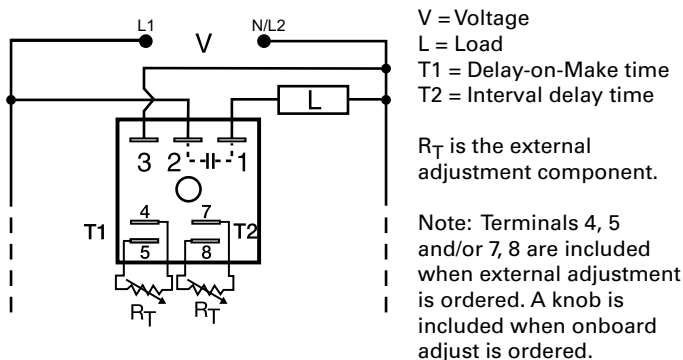 L1 V N/L2
L
3 2 1
4 7
T1 T2
5 8
RT RT
V = Voltage
L = Load
T1 = Delay-on-Make time
T2 = Interval delay time
RT is the external
adjustment component.
Note: Terminals 4, 5
and/or 7, 8 are included
when external adjustment
is ordered. A knob is
included when onboard
adjust is ordered.